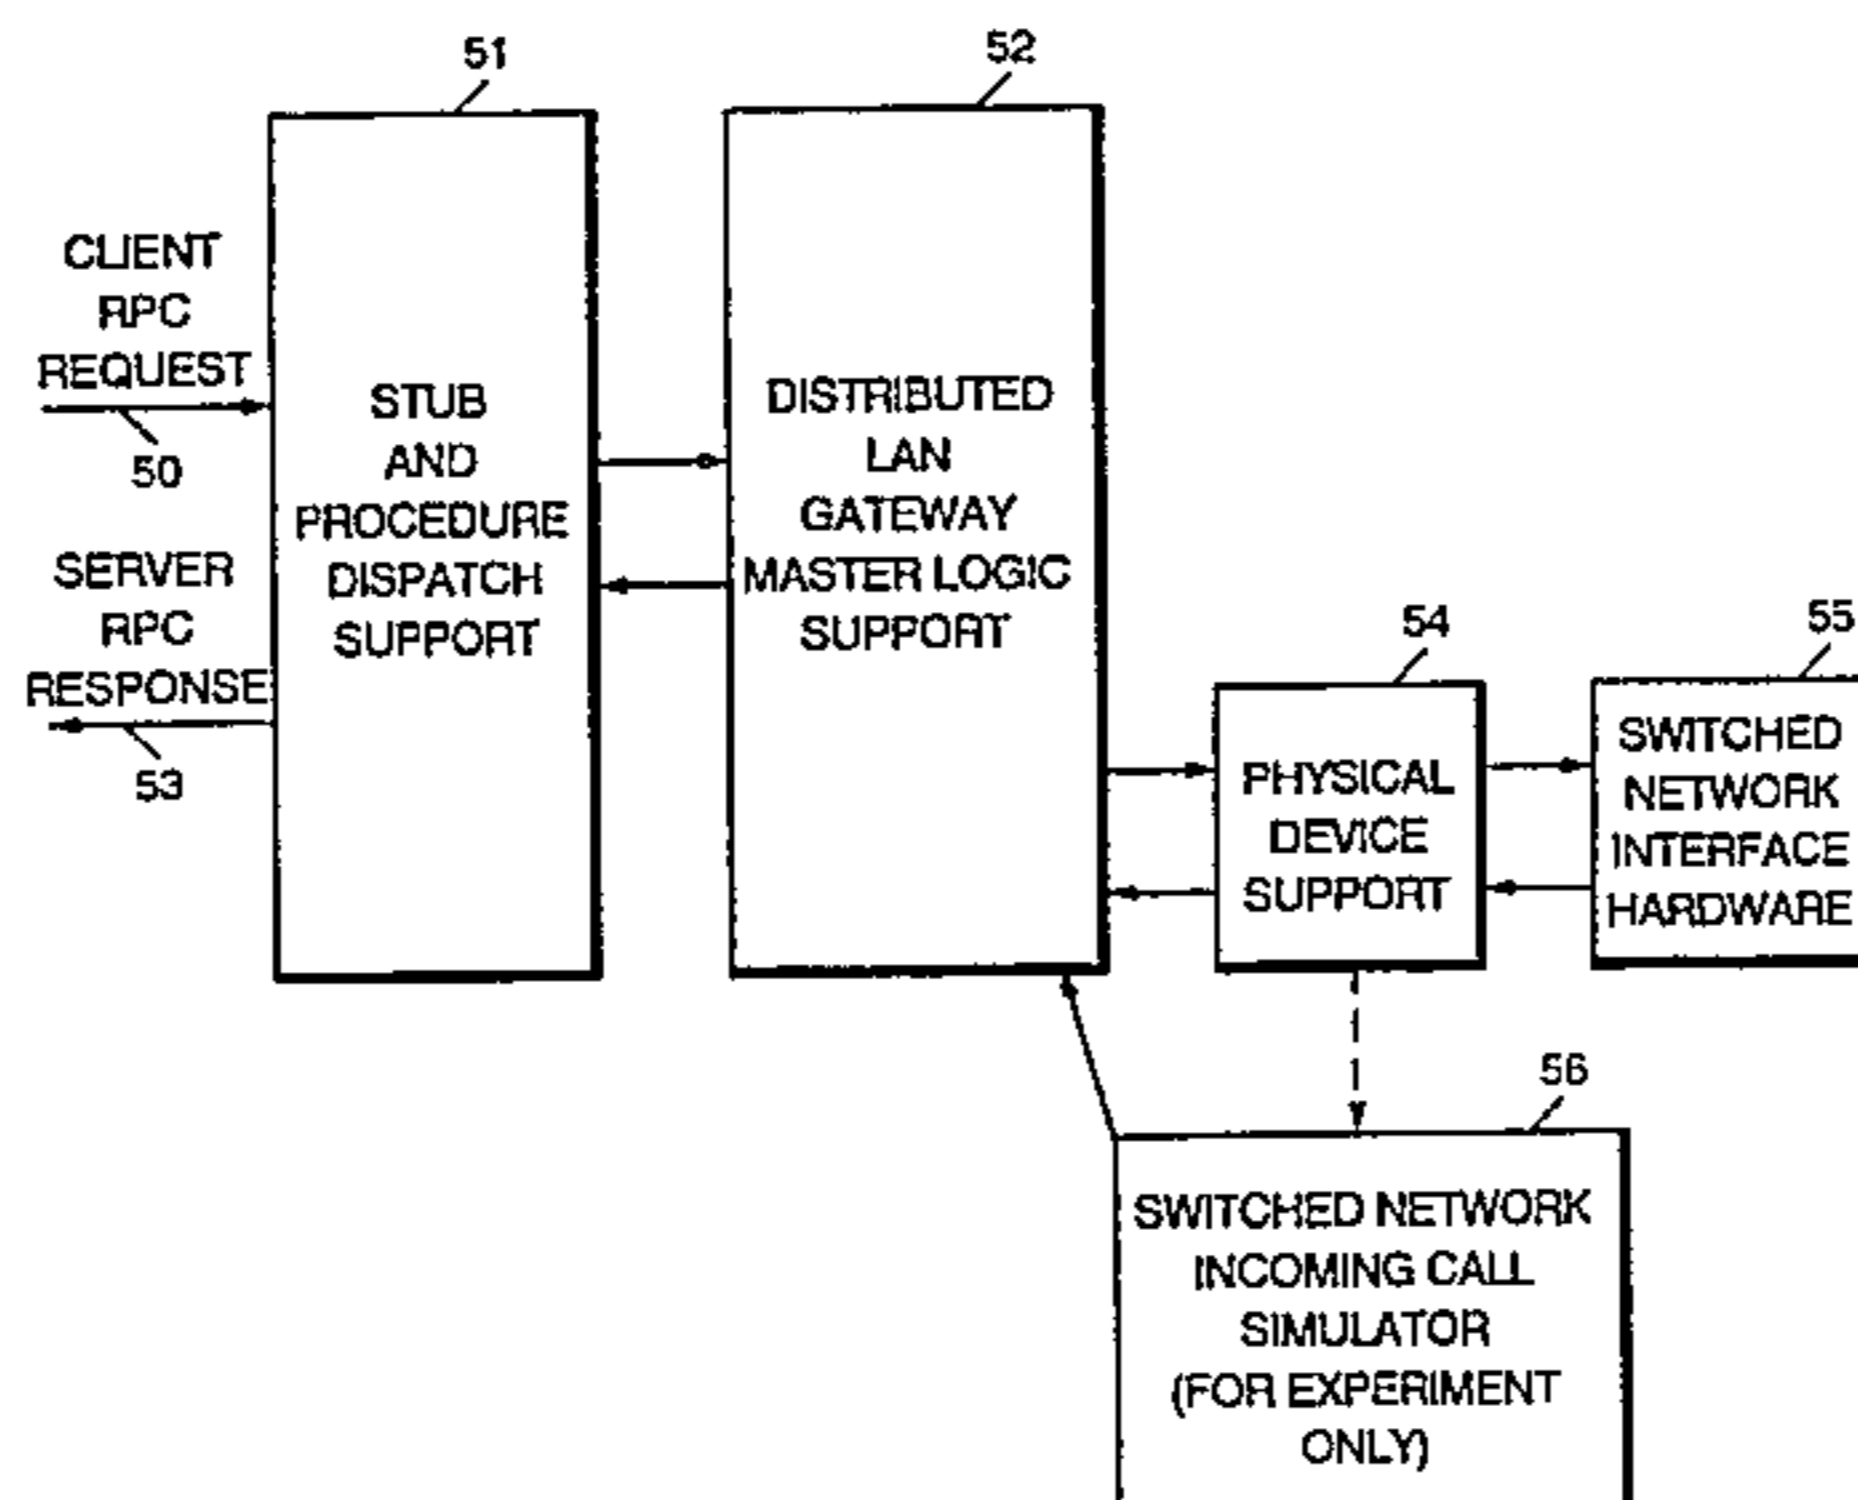 51
52
CLIENT
RPC
REQUEST
50
SERVER
RPC
RESPONSE
53
STUB
AND
PROCEDURE
DISPATCH
SUPPORT
DISTRIBUTED
LAN
GATEWAY
MASTER LOGIC
SUPPORT
54
PHYSICAL
DEVICE
SUPPORT
55
SWITCHED
NETWORK
INTERFACE
HARDWARE
56
SWITCHED NETWORK
INCOMING CALL
SIMULATOR
(FOR EXPERIMENT
ONLY)